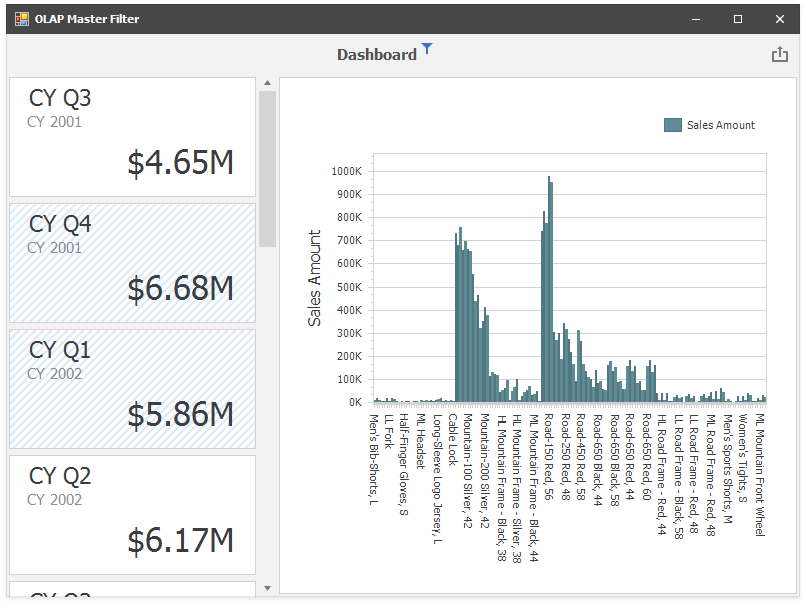 OLAP Master Filter
Dashboard
CY Q3
CY 2001
$4.65M
CY Q4
CY 2001
$6.68M
CY Q1
CY 2002
$5.86M
CY Q2
CY 2002
$6.17M
Sales Amount
Sales Amount
1000K
900K
800K
700K
600K
500K
400K
300K
200K
100K
0K
Men's Bib-Shorts, L
LL Fork
Half-Finger Gloves, S
ML Headset
Long-Sleeve Logo Jersey, L
Cable Lock
Mountain-100 Silver, 42
Mountain-200 Silver, 42
HL Mountain Frame - Black, 38
HL Mountain Frame - Silver, 38
ML Mountain Frame - Black, 44
Road-150 Red, 56
Road-250 Red, 48
Road-450 Red, 58
Road-650 Black, 44
Road-650 Black, 58
Road-650 Red, 44
Road-650 Red, 60
HL Road Frame - Red, 44
LL Road Frame - Black, 58
LL Road Frame - Red, 48
ML Road Frame - Red, 48
Men's Sports Shorts, M
Women's Tights, S
ML Mountain Front Wheel